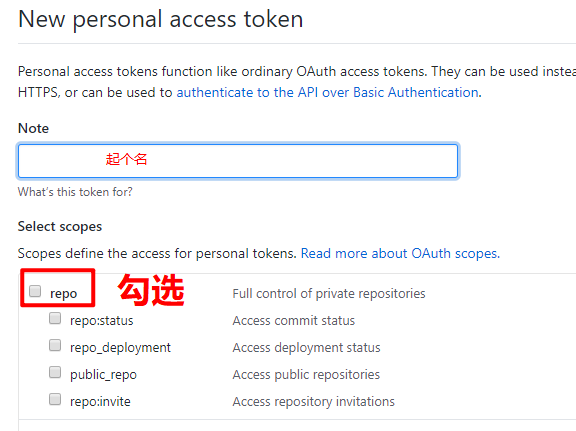 New personal access token
Personal access tokens function like ordinary OAuth access tokens. They can be used instea
HTTPS, or can be used to authenticate to the API over Basic Authentication.
Note
起个名
What's this token for?
Select scopes
Scopes define the access for personal tokens. Read more about OAuth scopes.
repo 勾选 Full control of private repositories
repo:status Access commit status
repo_deployment Access deployment status
public_repo Access public repositories
repo:invite Access repository invitations